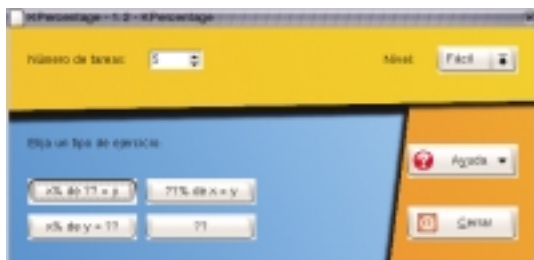 KPercentage - 1.2 - KPercentage
Número de tareas: 5 Nivel: Fácil
Elija un tipo de ejercicio
x% de ?? = y ??% de x = y
x% de y = ?? ??
Ayuda
Cerrar